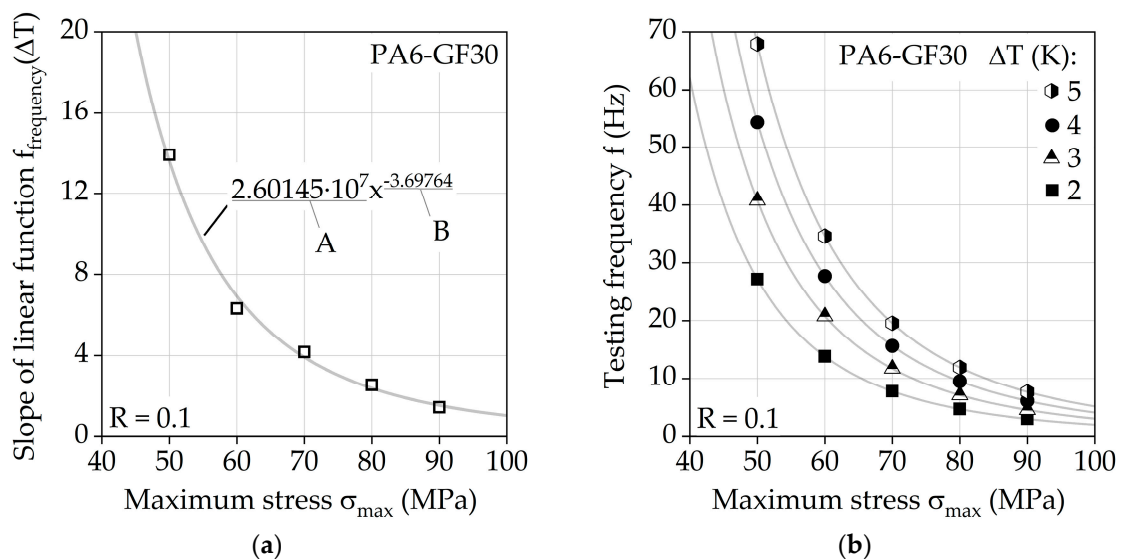 Slope of linear function f_frequency(ΔT)
20
16
12
8
4
0
PA6-GF30
2.60145·10⁷x^-3.69764
A
B
R = 0.1
40 50 60 70 80 90 100
Maximum stress σ_max (MPa)
(a)
Testing frequency f (Hz)
70
60
50
40
30
20
10
0
PA6-GF30 ΔT (K):
5
4
3
2
R = 0.1
40 50 60 70 80 90 100
Maximum stress σ_max (MPa)
(b)